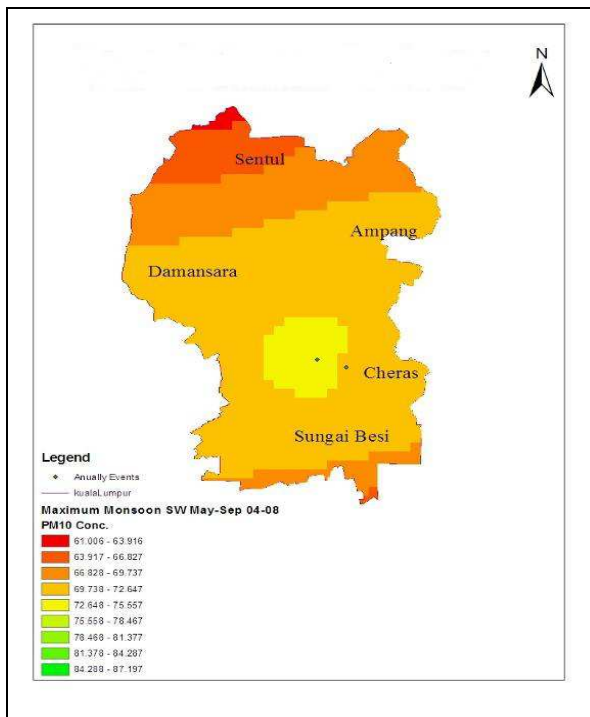 N
Sentul
Ampang
Damansara
Cheras
Sungai Besi
Legend
Anually Events
kualaLumpur
Maximum Monsoon SW May-Sep 04-08
PM10 Conc.
61.006 - 63.916
63.917 - 66.827
66.828 - 69.737
69.738 - 72.647
72.648 - 75.557
75.558 - 78.467
78.468 - 81.377
81.378 - 84.287
84.288 - 87.197